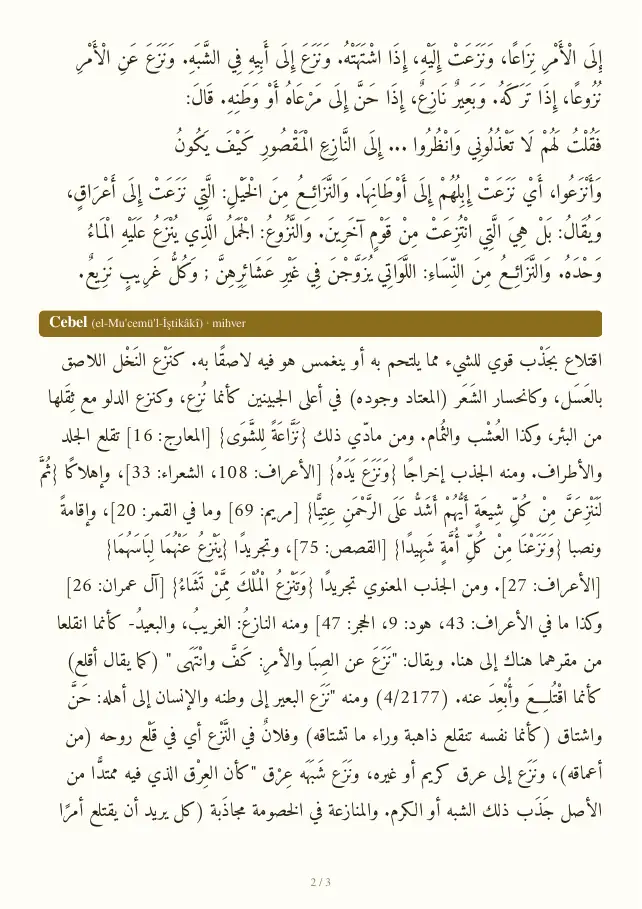 إِلَى الْأَمْرِ نِزَاعًا، وَنَزَعَتْ إِلَيْهِ، إِذَا اشْتَهَتْهُ. وَنَزَعَ إِلَى أَبِيهِ فِي الشَّبَهِ. وَنَزَعَ عَنِ الْأَمْرِ
نُزُوعًا، إِذَا تَرَكَهُ. وَبَعِيرٌ نَازِعٌ، إِذَا حَنَّ إِلَى مَرْعَاهُ أَوْ وَطَنِهِ. قَالَ:
فَقُلْتُ لَهُمْ لَا تَعْذُلُونِي وَانْظُرُوا ... إِلَى النَّازِعِ الْمَقْصُورِ كَيْفَ يَكُونُ
وَأَنْزَعُوا، أَيْ نَزَعَتْ إِبِلُهُمْ إِلَى أَوْطَانِهَا. وَالنَّزَائِعُ مِنَ الْخَيْلِ: الَّتِي نَزَعَتْ إِلَى أَعْرَاقٍ،
وَيُقَالُ: بَلْ هِيَ الَّتِي انْتُزِعَتْ مِنْ قَوْمٍ آخَرِينَ. وَالنَّزُوعُ: الْجَمَلُ الَّذِي يُنْزَعُ عَلَيْهِ الْمَاءُ
وَحْدَهُ. وَالنَّزَائِعُ مِنَ النِّسَاءِ: اللَّوَاتِي يُزَوَّجْنَ فِي غَيْرِ عَشَائِرِهِنَّ ; وَكُلُّ غَرِيبٍ نَزِيعٌ.
Cebel (el-Mu'cemü'l-İştikâkî) · mihver
اقتلاع بجَذْب قوي للشيء مما يلتحم به أو ينغمس هو فيه لاصقًا به. كنَزْع النَخْل اللاصق
بالعَسَل، وكانحسار الشَعَر (المعتاد وجوده) في أعلى الجبينين كأنما نُزِع، وكنزع الدلو مع ثِقَلها
من البئر، وكذا العُشْب والثُمام. ومن مادّي ذلك {نَزَّاعَةً لِلشَّوَى} [المعارج: 16] تقلع الجلد
والأطراف. ومنه الجذب إخراجًا {وَنَزَعَ يَدَهُ} [الأعراف: 108، الشعراء: 33]، وإهلاكًا {ثُمَّ
لَنَنْزِعَنَّ مِنْ كُلِّ شِيعَةٍ أَيُّهُمْ أَشَدُّ عَلَى الرَّحْمَنِ عِتِيًّا} [مريم: 69] وما في القمر: 20]، وإقامةً
ونصبا {وَنَزَعْنَا مِنْ كُلِّ أُمَّةٍ شَهِيدًا} [القصص: 75]، وتجريدًا {يَنْزِعُ عَنْهُمَا لِبَاسَهُمَا}
[الأعراف: 27]. ومن الجذب المعنوي تجريدًا {وَتَنْزِعُ الْمُلْكَ مِمَّنْ تَشَاءُ} [آل عمران: 26]
وكذا ما في الأعراف: 43، هود: 9، الحجر: 47] ومنه النازعُ: الغريبُ، والبعيدُ- كأنما انقلعا
من مقرهما هناك إلى هنا. ويقال: "نَزَعَ عن الصِبَا والأمرِ: كَفَّ وانْتَهَى " (كما يقال أقلع)
كأنما اقْتُلِـعَ وأُبْعِدَ عنه. (4/2177) ومنه "نَزَع البعير إلى وطنه والإنسان إلى أهله: حَنَّ
واشتاق (كأنما نفسه تنقلع ذاهبة وراء ما تشتاقه) وفلانٌ في النَّزْع أي في قَلْع روحه (من
أعماقه)، ونَزَع إلى عرق كريم أو غيره، ونَزَع شَبَهَه عِرْق "كأن العِرْق الذي فيه ممتدًّا من
الأصل جَذَب ذلك الشبه أو الكرم. والمنازعة في الخصومة مجاذَبة (كل يريد أن يقتلع أمرًا
2 / 3